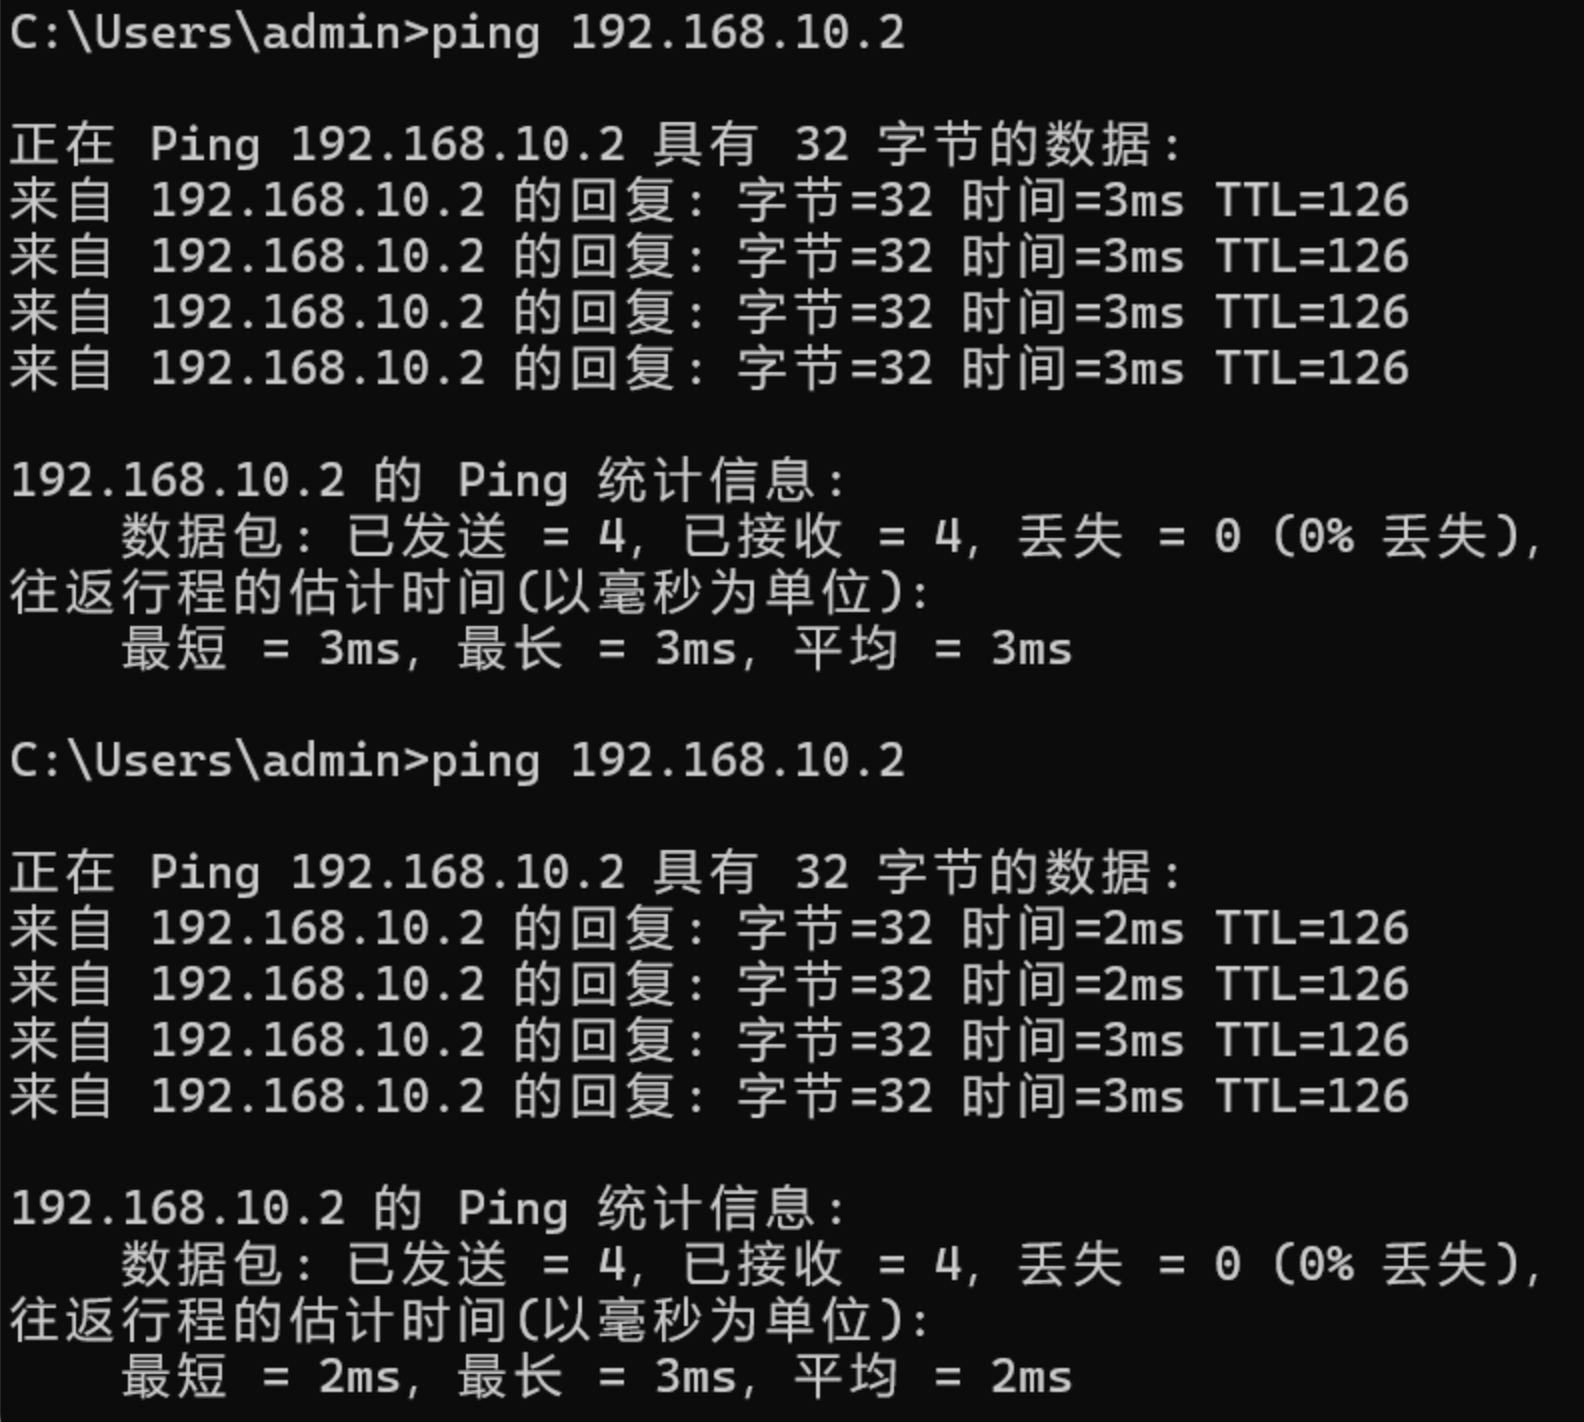 C:\Users\admin>ping 192.168.10.2
正在 Ping 192.168.10.2 具有 32 字节的数据:
来自 192.168.10.2 的回复: 字节=32 时间=3ms TTL=126
来自 192.168.10.2 的回复: 字节=32 时间=3ms TTL=126
来自 192.168.10.2 的回复: 字节=32 时间=3ms TTL=126
来自 192.168.10.2 的回复: 字节=32 时间=3ms TTL=126
192.168.10.2 的 Ping 统计信息:
    数据包: 已发送 = 4, 已接收 = 4, 丢失 = 0 (0% 丢失),
往返行程的估计时间(以毫秒为单位):
    最短 = 3ms, 最长 = 3ms, 平均 = 3ms
C:\Users\admin>ping 192.168.10.2
正在 Ping 192.168.10.2 具有 32 字节的数据:
来自 192.168.10.2 的回复: 字节=32 时间=2ms TTL=126
来自 192.168.10.2 的回复: 字节=32 时间=2ms TTL=126
来自 192.168.10.2 的回复: 字节=32 时间=3ms TTL=126
来自 192.168.10.2 的回复: 字节=32 时间=3ms TTL=126
192.168.10.2 的 Ping 统计信息:
    数据包: 已发送 = 4, 已接收 = 4, 丢失 = 0 (0% 丢失),
往返行程的估计时间(以毫秒为单位):
    最短 = 2ms, 最长 = 3ms, 平均 = 2ms